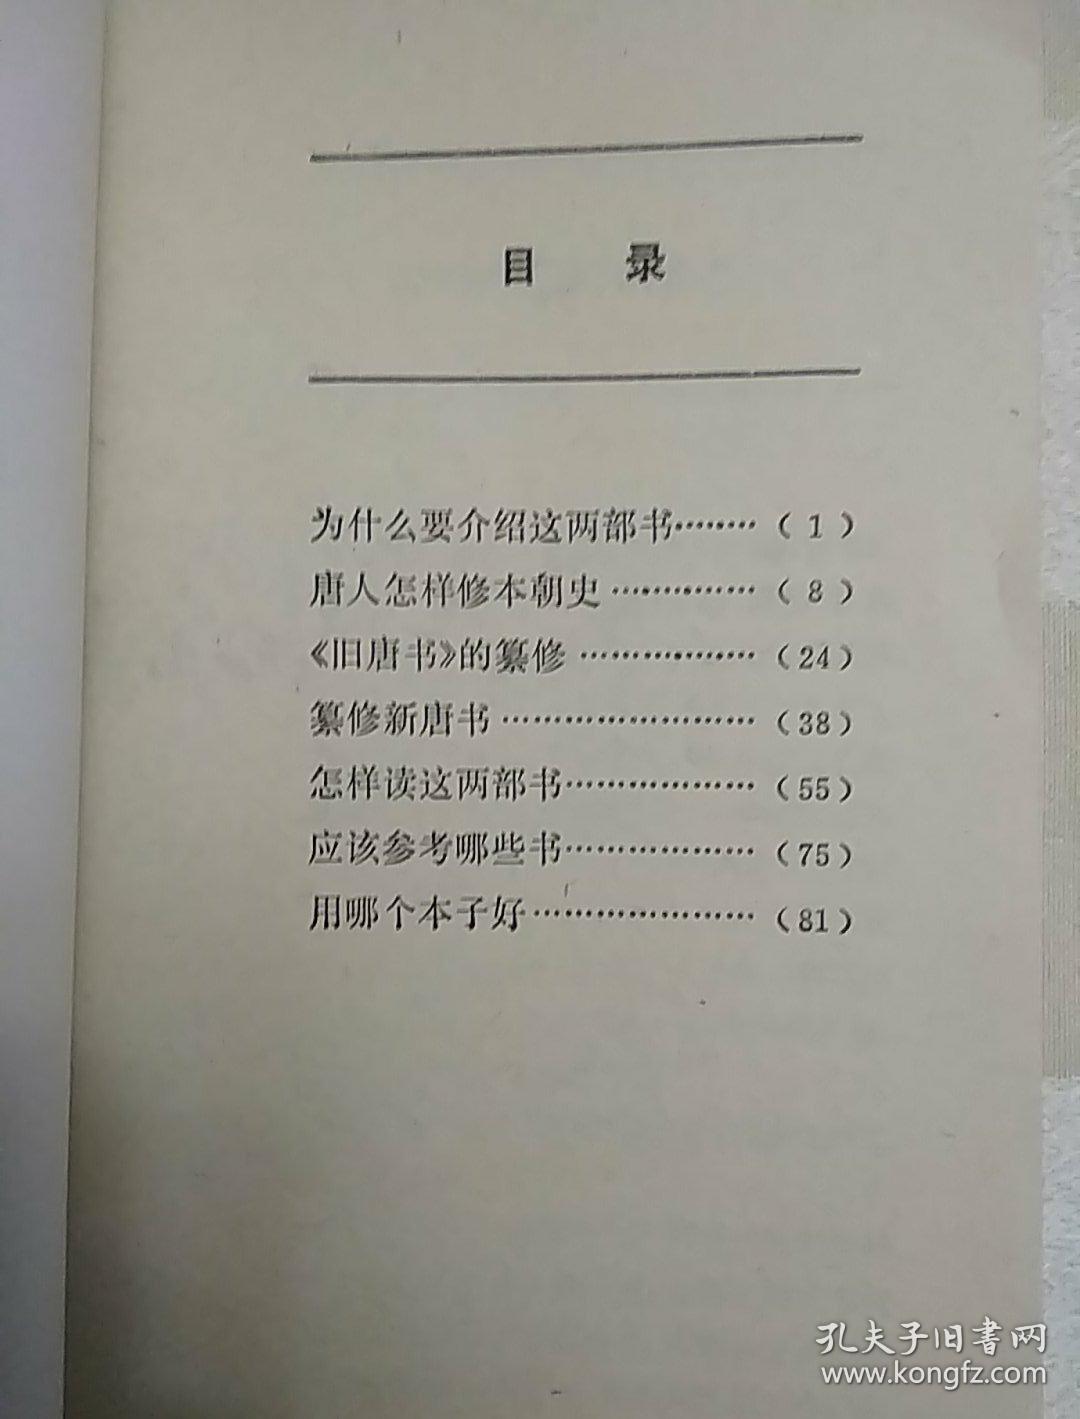 目 录
为什么要介绍这两部书………（1）
唐人怎样修本朝史……………（8）
《旧唐书》的纂修………………（24）
纂修新唐书………………………（38）
怎样读这两部书…………………（55）
应该参考哪些书…………………（75）
用哪个本子好……………………（81）
孔夫子旧書网
www.kongfz.com